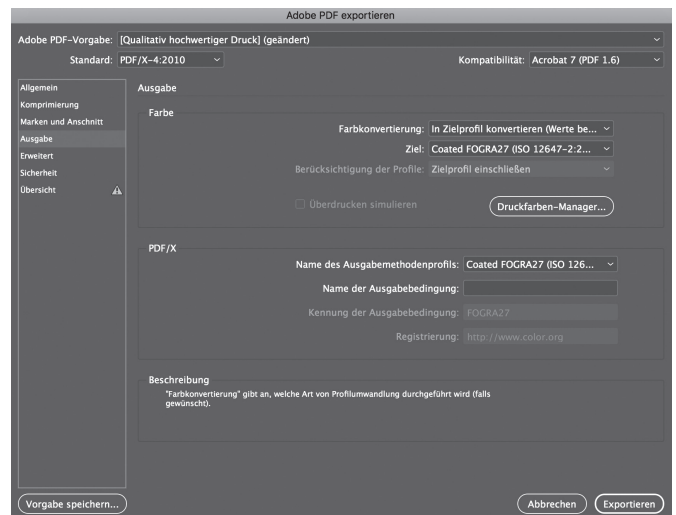 Adobe PDF exportieren
Adobe PDF-Vorgabe: [Qualitativ hochwertiger Druck] (geändert)
Standard: PDF/X-4:2010 Kompatibilität: Acrobat 7 (PDF 1.6)
Allgemein
Komprimierung
Marken und Anschnitt
Ausgabe
Erweitert
Sicherheit
Übersicht
Ausgabe
Farbe
Farbkonvertierung: In Zielprofil konvertieren (Werte be...
Ziel: Coated FOGRA27 (ISO 12647-2:2...
Berücksichtigung der Profile: Zielprofil einschließen
Überdrucken simulieren Druckfarben-Manager...
PDF/X
Name des Ausgabemethodenprofils: Coated FOGRA27 (ISO 126...
Name der Ausgabebedingung:
Kennung der Ausgabebedingung: FOGRA27
Registrierung: http://www.color.org
Beschreibung
"Farbkonvertierung" gibt an, welche Art von Profilumwandlung durchgeführt wird (falls
gewünscht).
Vorgabe speichern... Abbrechen Exportieren